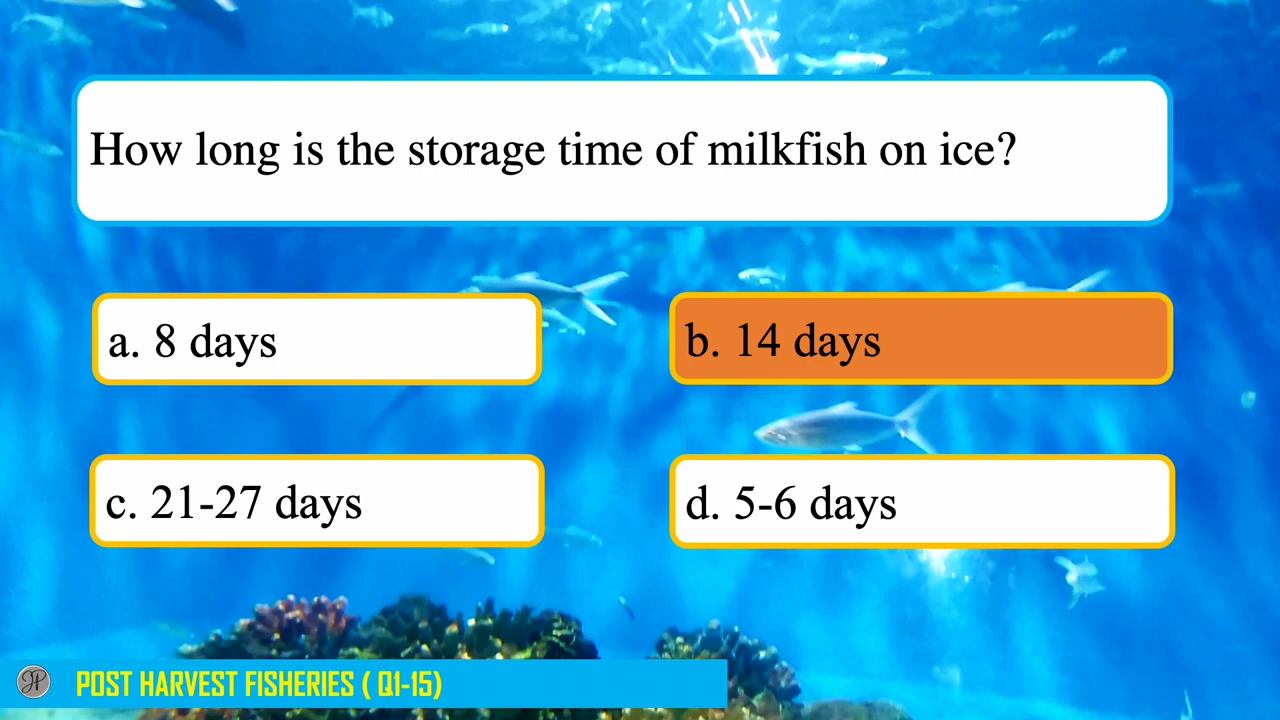 How long is the storage time of milkfish on ice?
a. 8 days
b. 14 days
c. 21-27 days
d. 5-6 days
POST HARVEST FISHERIES ( Q1-15)